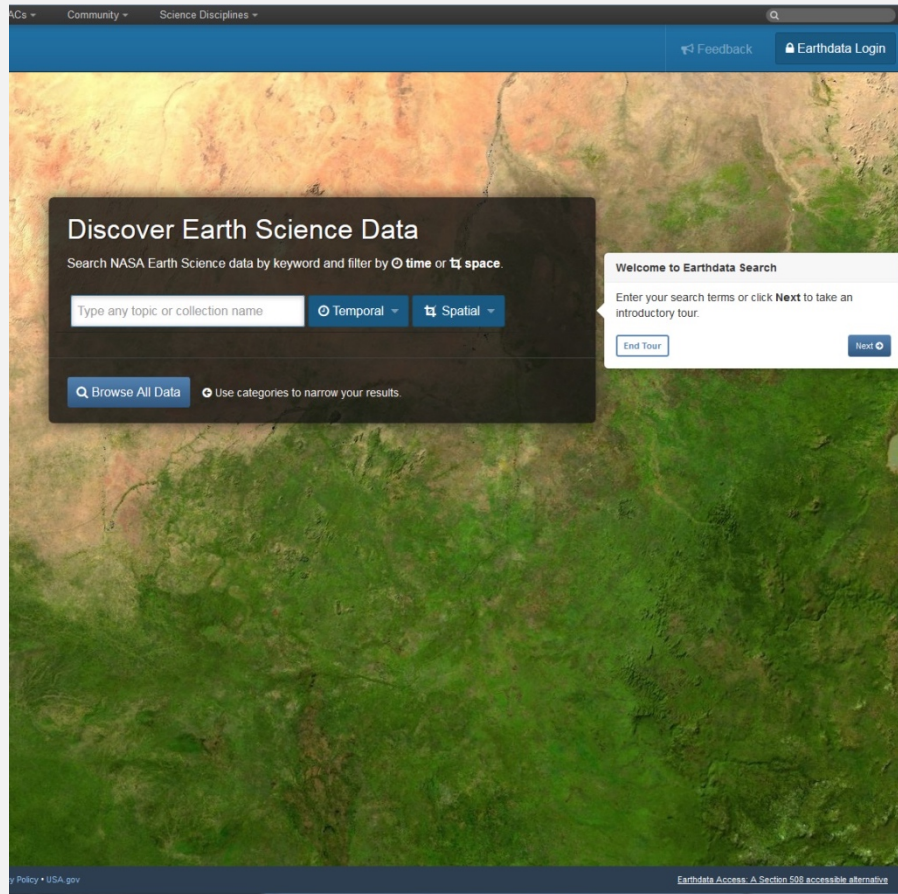 ACs Community Science Disciplines
Feedback Earthdata Login
Discover Earth Science Data
Search NASA Earth Science data by keyword and filter by time or space.
Type any topic or collection name Temporal Spatial
Browse All Data Use categories to narrow your results.
Welcome to Earthdata Search
Enter your search terms or click Next to take an
introductory tour.
End Tour Next
y Policy • USA.gov Earthdata Access: A Section 508 accessible alternative